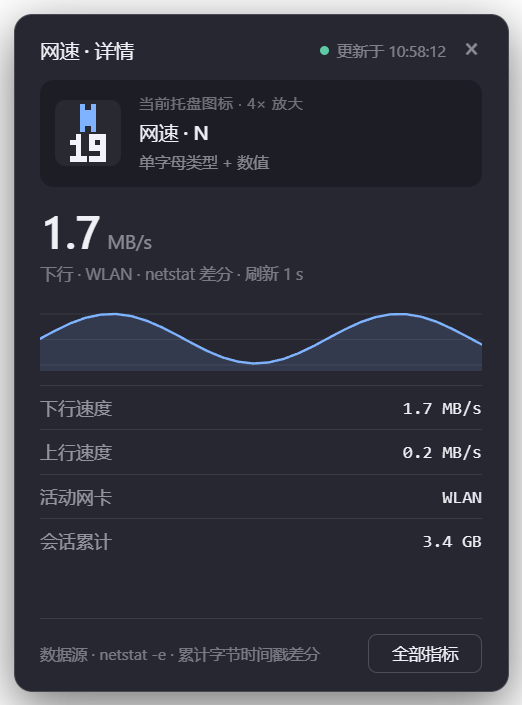 网速 · 详情
更新于 10:58:12 ×
当前托盘图标 · 4× 放大
N
19
网速 · N
单字母类型 + 数值
1.7 MB/s
下行 · WLAN · netstat 差分 · 刷新 1 s
下行速度 1.7 MB/s
上行速度 0.2 MB/s
活动网卡 WLAN
会话累计 3.4 GB
数据源 · netstat -e · 累计字节时间戳差分
全部指标